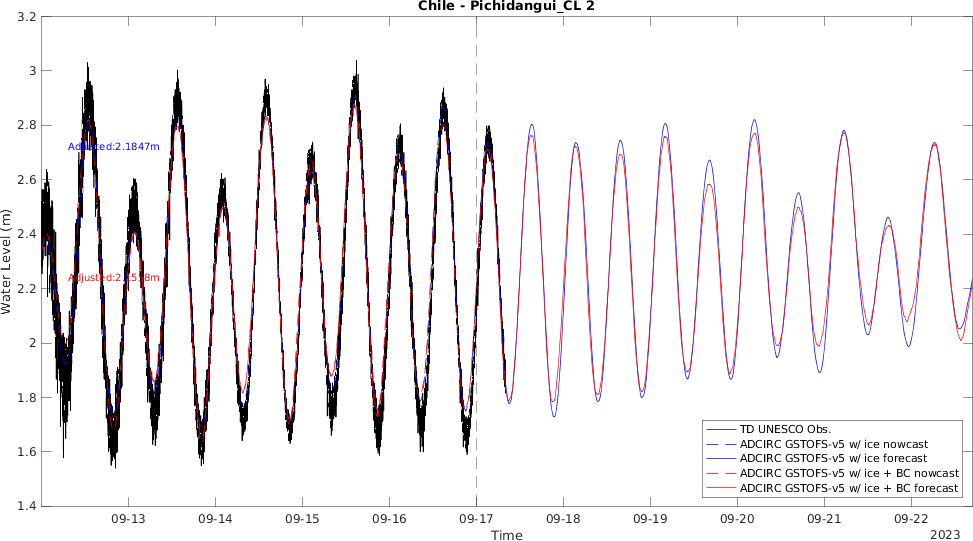 Chile - Pichidangui_CL 2
Water Level (m)
3.2
3
2.8
2.6
2.4
2.2
2
1.8
1.6
1.4
Adjusted:2.1847m
09-13
09-14
09-15
09-16
09-17
09-18
09-19
09-20
09-21
09-22
Time
2023
TD UNESCO Obs.
ADCIRC GSTOFS-v5 w/ ice nowcast
ADCIRC GSTOFS-v5 w/ ice forecast
ADCIRC GSTOFS-v5 w/ ice + BC nowcast
ADCIRC GSTOFS-v5 w/ ice + BC forecast